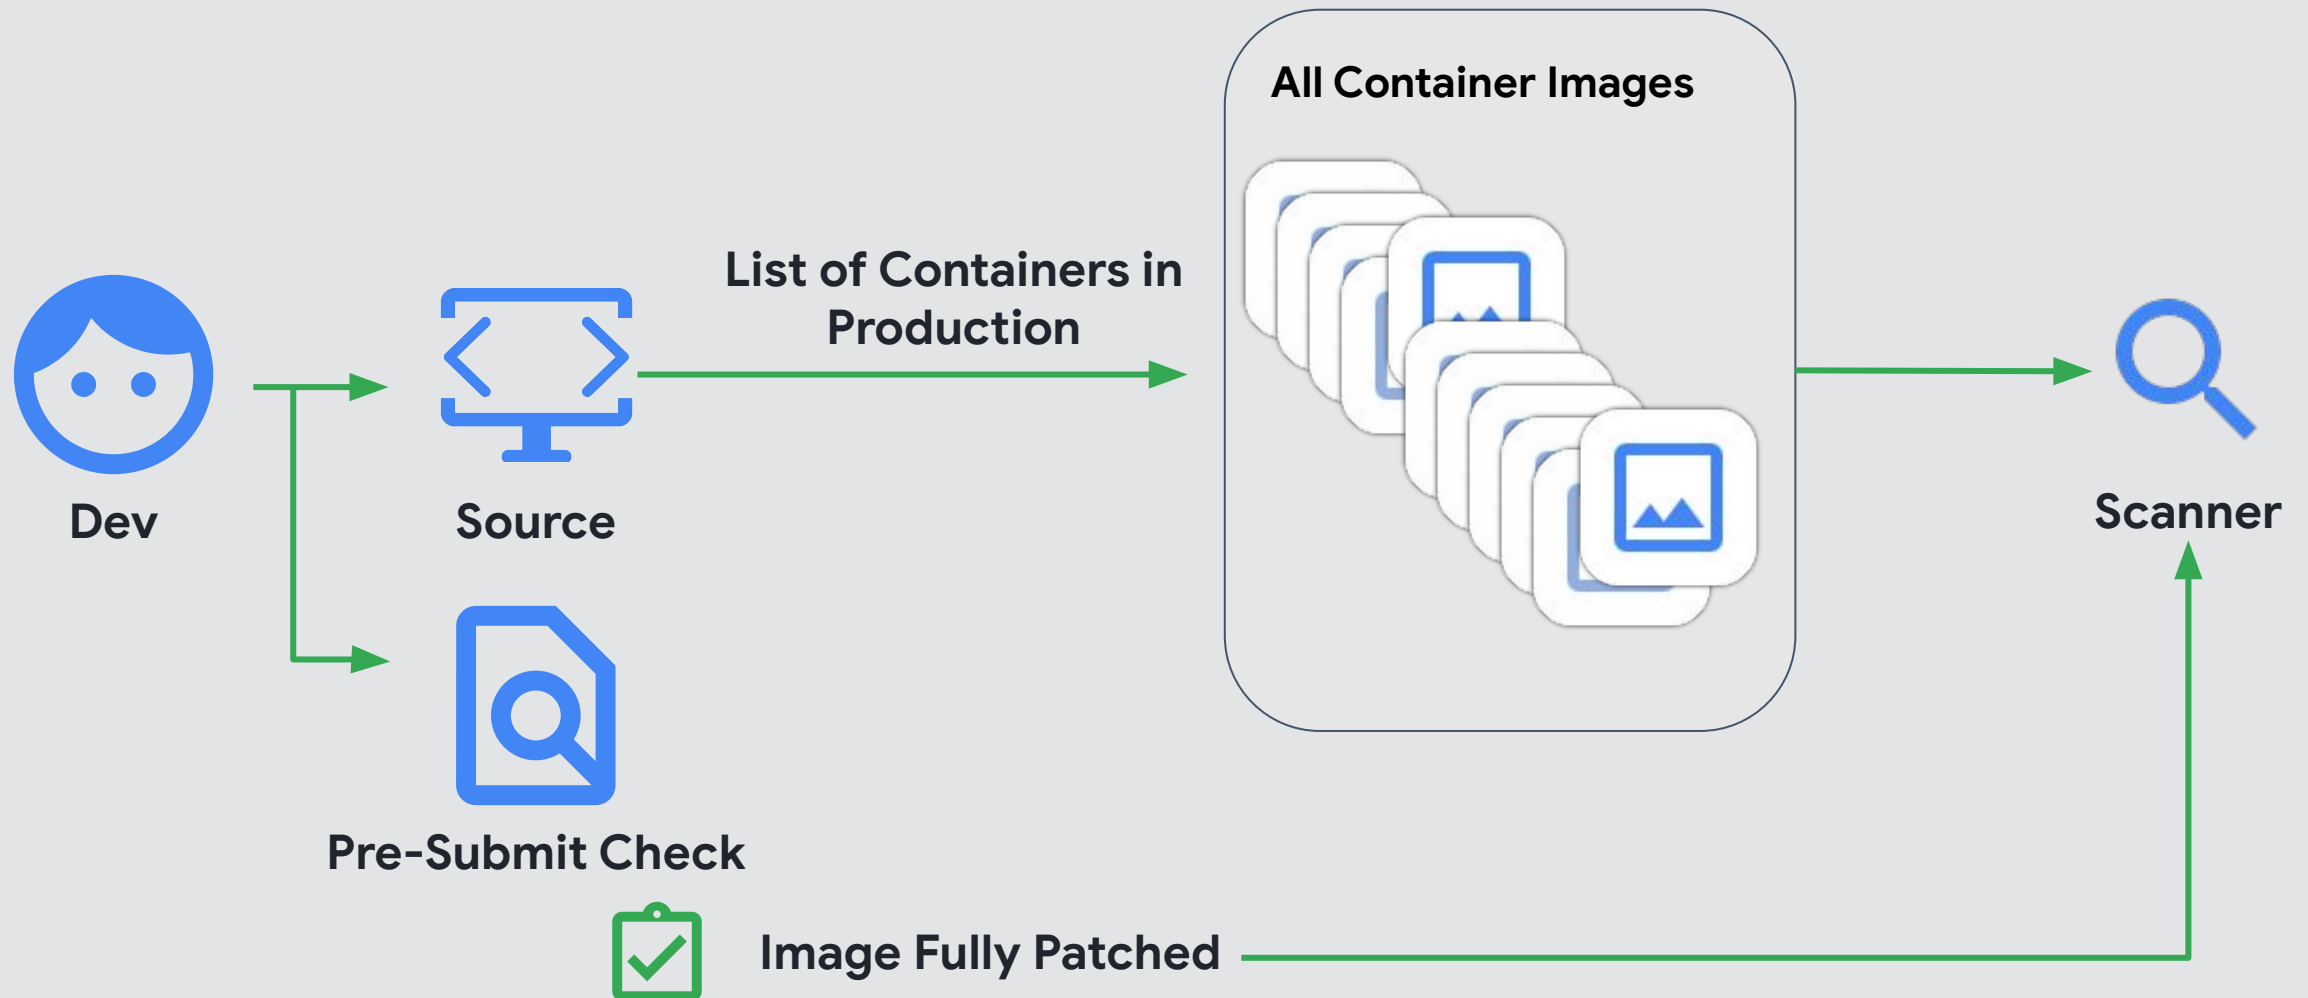 All Container Images
List of Containers in
Production
Dev
Source
Scanner
Pre-Submit Check
Image Fully Patched